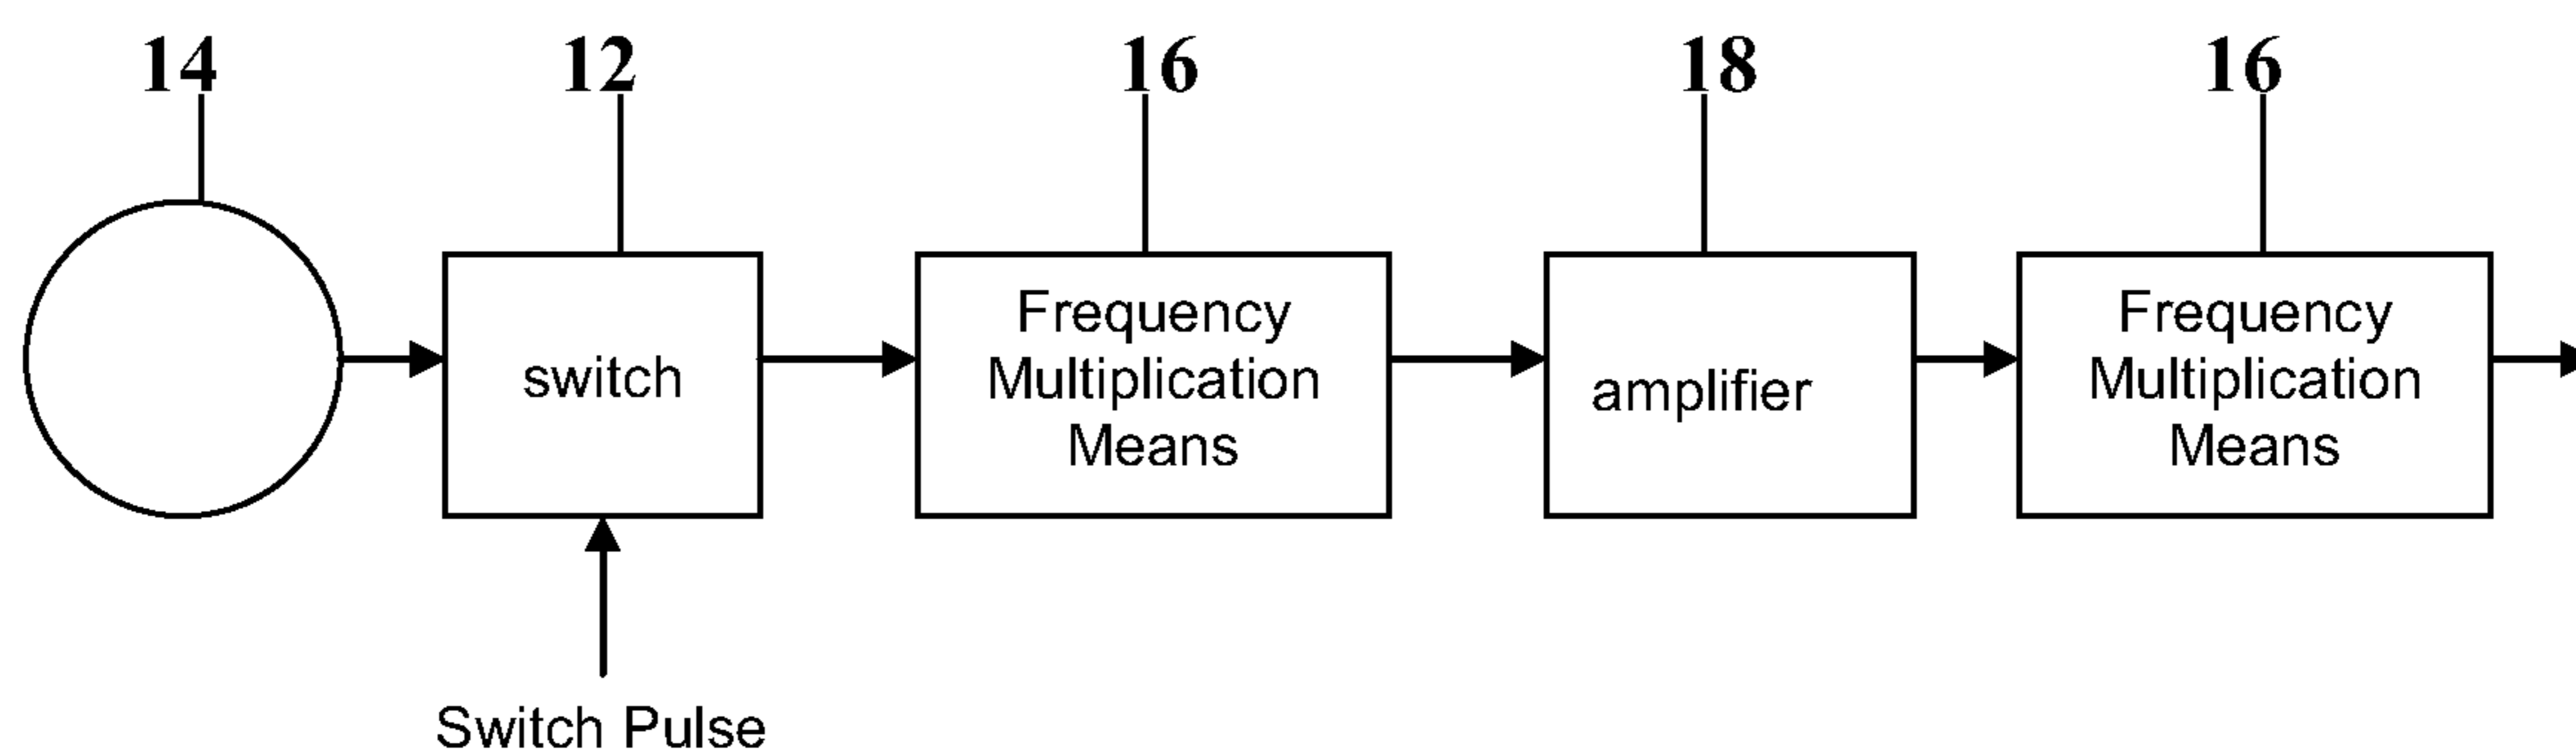 14 12 16 18 16
switch
Frequency
Multiplication
Means
amplifier
Frequency
Multiplication
Means
Switch Pulse